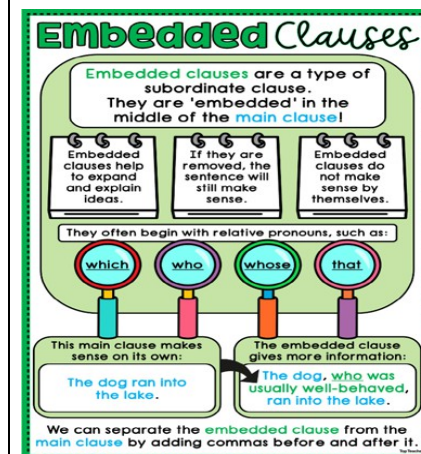 Embedded Clauses
Embedded clauses are a type of
subordinate clause.
They are 'embedded' in the
middle of the main clause!
Embedded
clauses help
to expand
and explain
ideas.
If they are
removed, the
sentence will
still make
sense.
Embedded
clauses do
not make
sense by
themselves.
They often begin with relative pronouns, such as:
which
who
whose
that
This main clause makes
sense on its own:
The dog ran into
the lake.
The embedded clause
gives more information:
The dog, who was
usually well-behaved,
ran into the lake.
We can separate the embedded clause from the
main clause by adding commas before and after it.